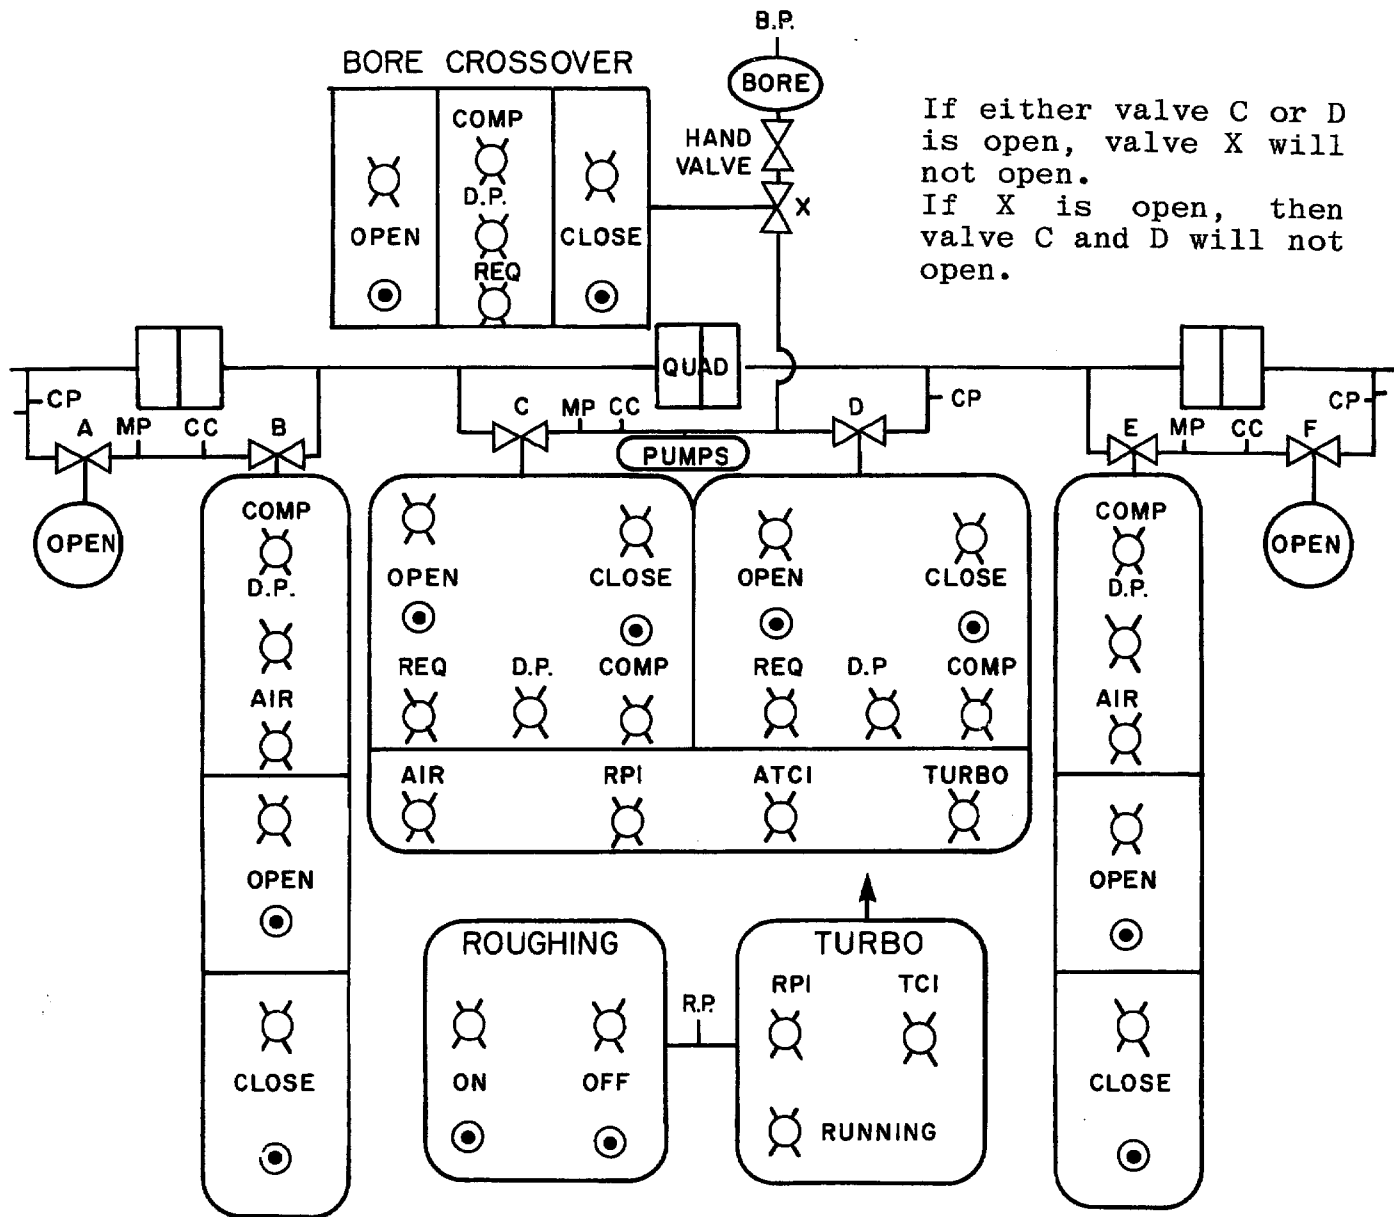 B.P.
BORE CROSSOVER
BORE
HAND
VALVE
X
If either valve C or D
is open, valve X will
not open.
If X is open, then
valve C and D will not
open.
OPEN
COMP
D.P.
REQ
CLOSE
QUAD
CP
A
MP
CC
B
C
MP
CC
D
CP
E
MP
CC
F
CP
PUMPS
OPEN
OPEN
COMP
D.P.
AIR
OPEN
CLOSE
OPEN
CLOSE
REQ
D.P.
COMP
OPEN
CLOSE
REQ
D.P
COMP
AIR
RPI
ATCI
TURBO
COMP
D.P.
AIR
OPEN
CLOSE
ROUGHING
ON
OFF
R.P.
TURBO
RPI
TCI
RUNNING